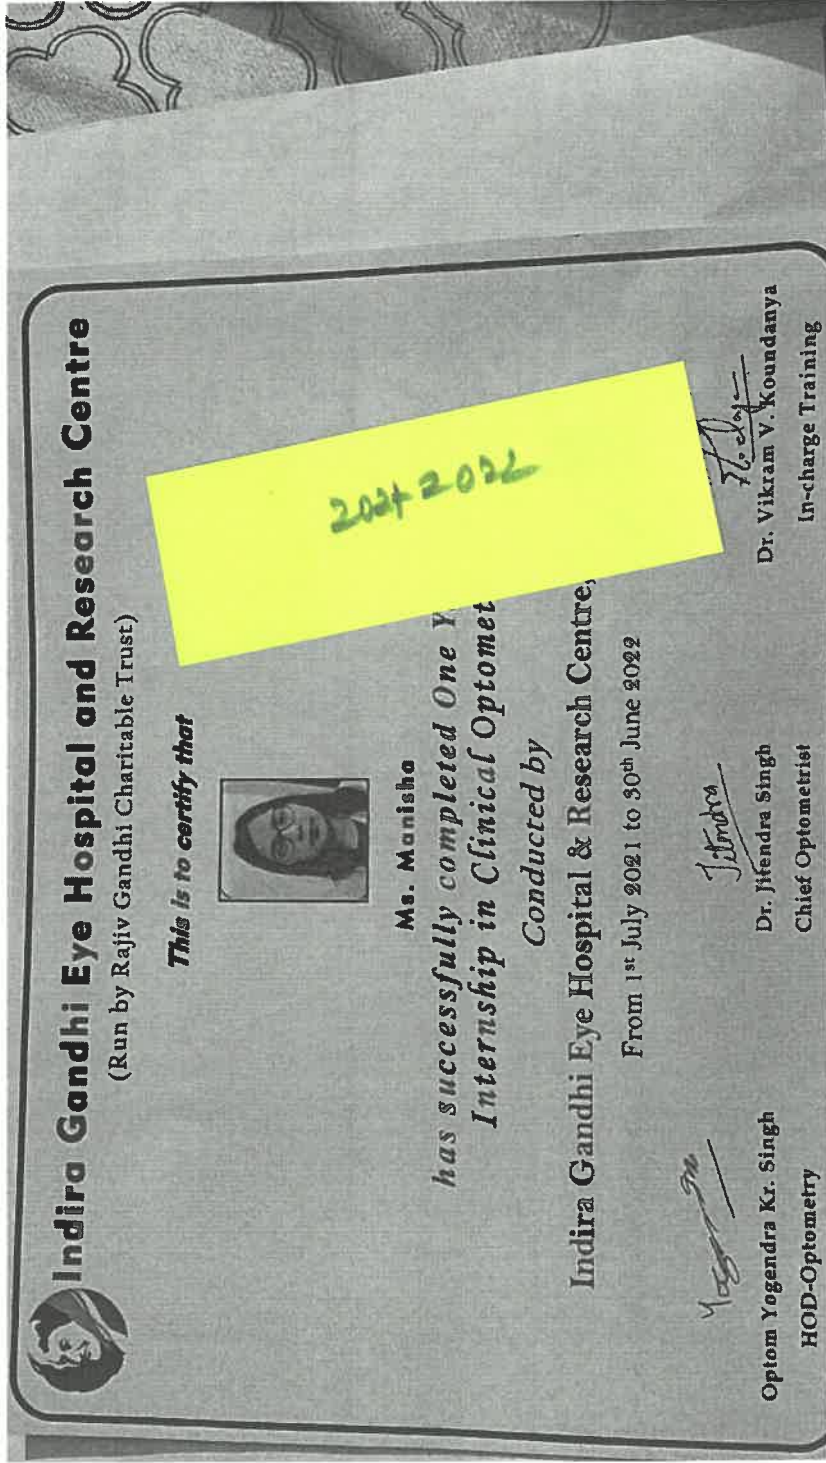 Indira Gandhi Eye Hospital and Research Centre
(Run by Rajiv Gandhi Charitable Trust)
This is to certify that
Ms. Manisha
has successfully completed One
Internship in Clinical
Conducted by
Indira Gandhi Eye Hospital & Research Centre,
From 1st July 2021 to 30th June 2022
2022
Optom Yogendra Kr. Singh
HOD-Optometry
Jitendra
Dr. Jitendra Singh
Chief Optometrist
Dr. Vikram V. Koundanya
In-charge Training